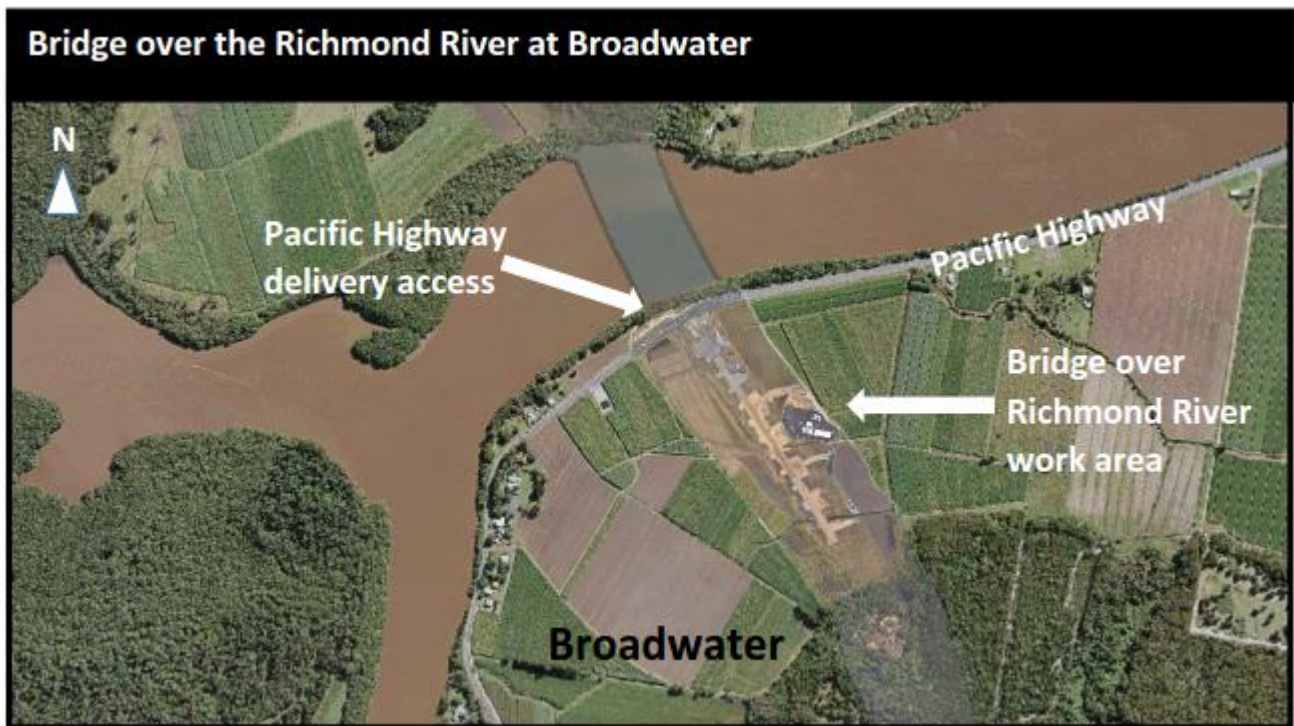 Bridge over the Richmond River at Broadwater
N
Pacific Highway
delivery access
Pacific Highway
Bridge over
Richmond River
work area
Broadwater